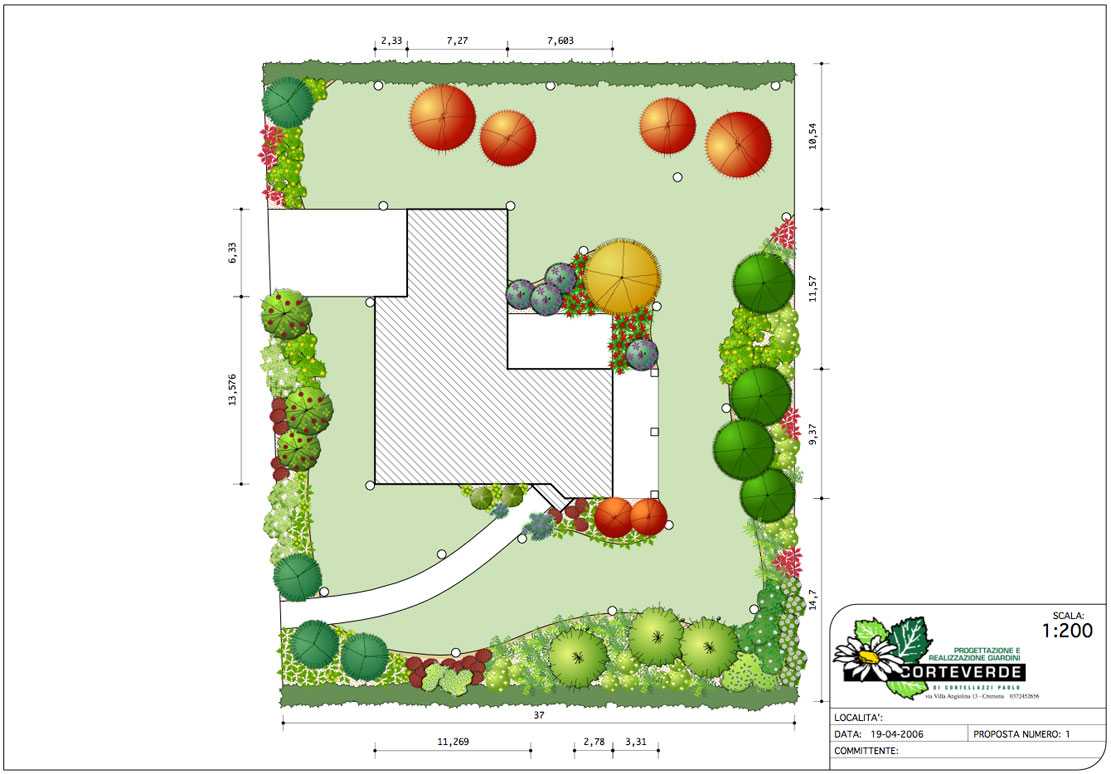 2,33
7,27
7,603
10,54
6,33
11,57
13,576
9,37
14,7
37
11,269
2,78
3,31
SCALA:
1:200
PROGETTAZIONE E
REALIZZAZIONE GIARDINI
CORTEVERDE
DI CORTELLAZZI PAOLO
via Villa Angiolina 13 - Cremona 0372452656
LOCALITA':
DATA: 19-04-2006
PROPOSTA NUMERO: 1
COMMITTENTE: